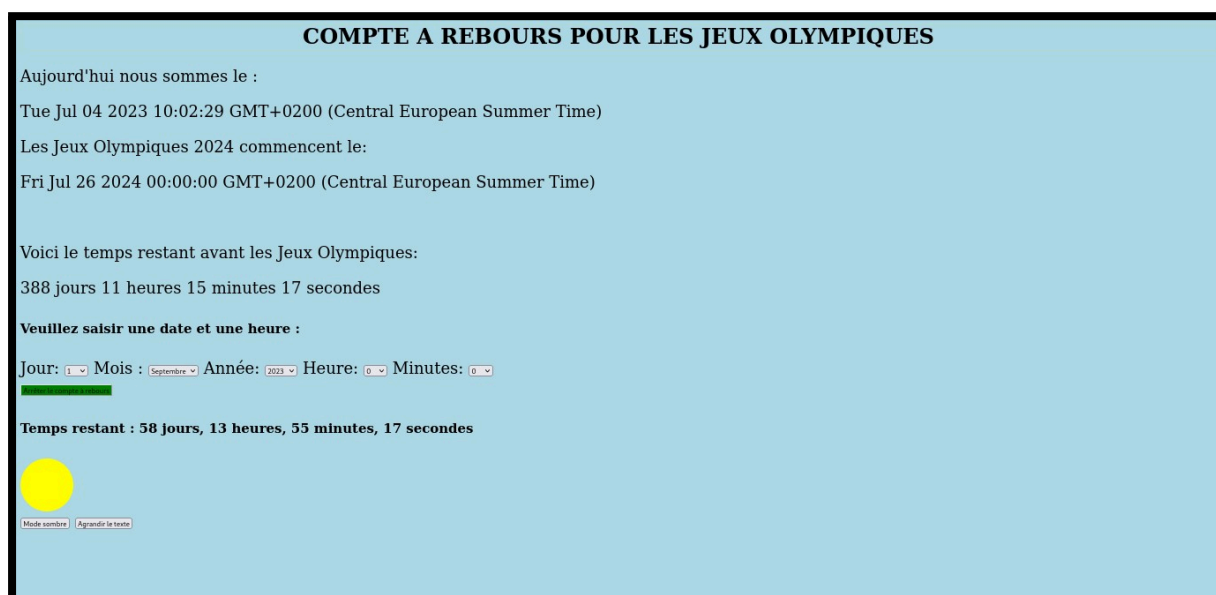 COMPTE A REBOURS POUR LES JEUX OLYMPIQUES
Aujourd'hui nous sommes le :
Tue Jul 04 2023 10:02:29 GMT+0200 (Central European Summer Time)
Les Jeux Olympiques 2024 commencent le:
Fri Jul 26 2024 00:00:00 GMT+0200 (Central European Summer Time)
Voici le temps restant avant les Jeux Olympiques:
388 jours 11 heures 15 minutes 17 secondes
Veuillez saisir une date et une heure :
Jour: 1 Mois : Septembre Année: 2023 Heure: 0 Minutes: 0
Arrêter le compte à rebours
Temps restant : 58 jours, 13 heures, 55 minutes, 17 secondes
Mode sombre Agrandir le texte